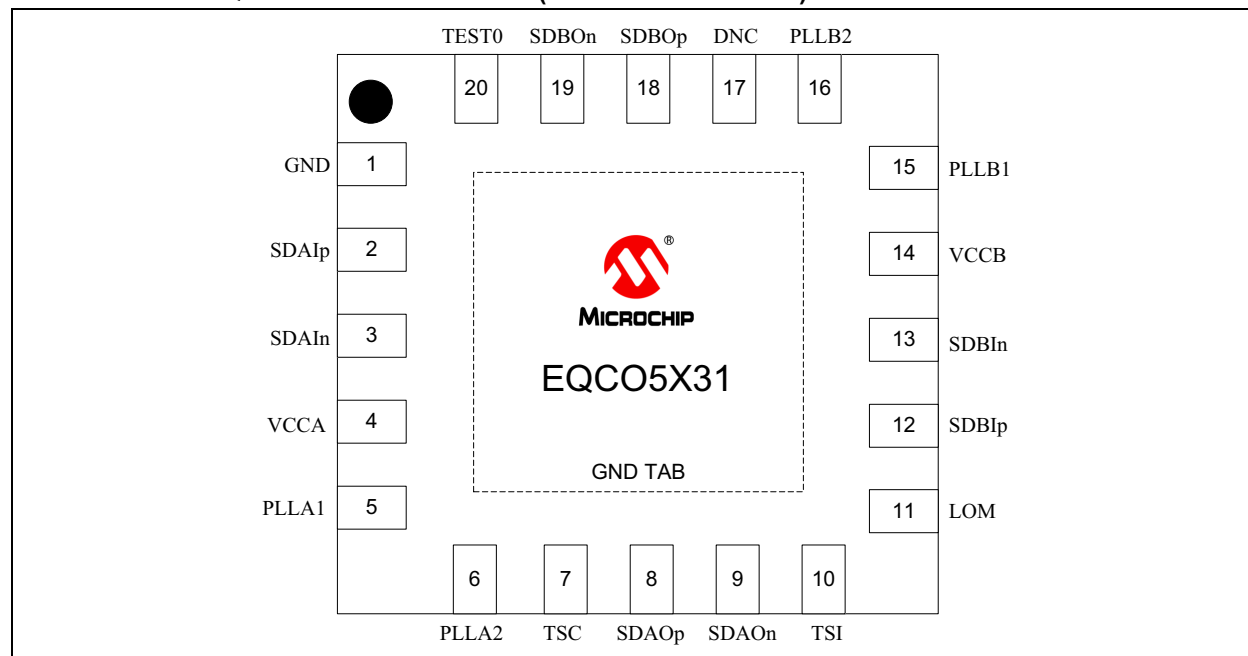 TEST0 SDBOn SDBOp DNC PLLB2
20 19 18 17 16
GND 1 15 PLLB1
SDAIp 2 14 VCCB
®
MICROCHIP
SDAIn 3 13 SDBIn
EQCO5X31
VCCA 4 12 SDBIp
GND TAB
PLLA1 5 11 LOM
6 7 8 9 10
PLLA2 TSC SDAOp SDAOn TSI